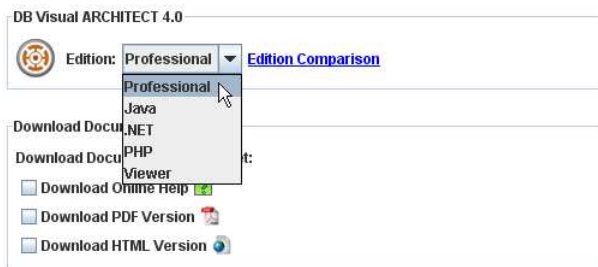 DB Visual ARCHITECT 4.0
Edition: Professional Edition Comparison
Professional
Java
.NET
PHP
Viewer
Download Docu
Download Docu t:
Download Online Help
Download PDF Version
Download HTML Version